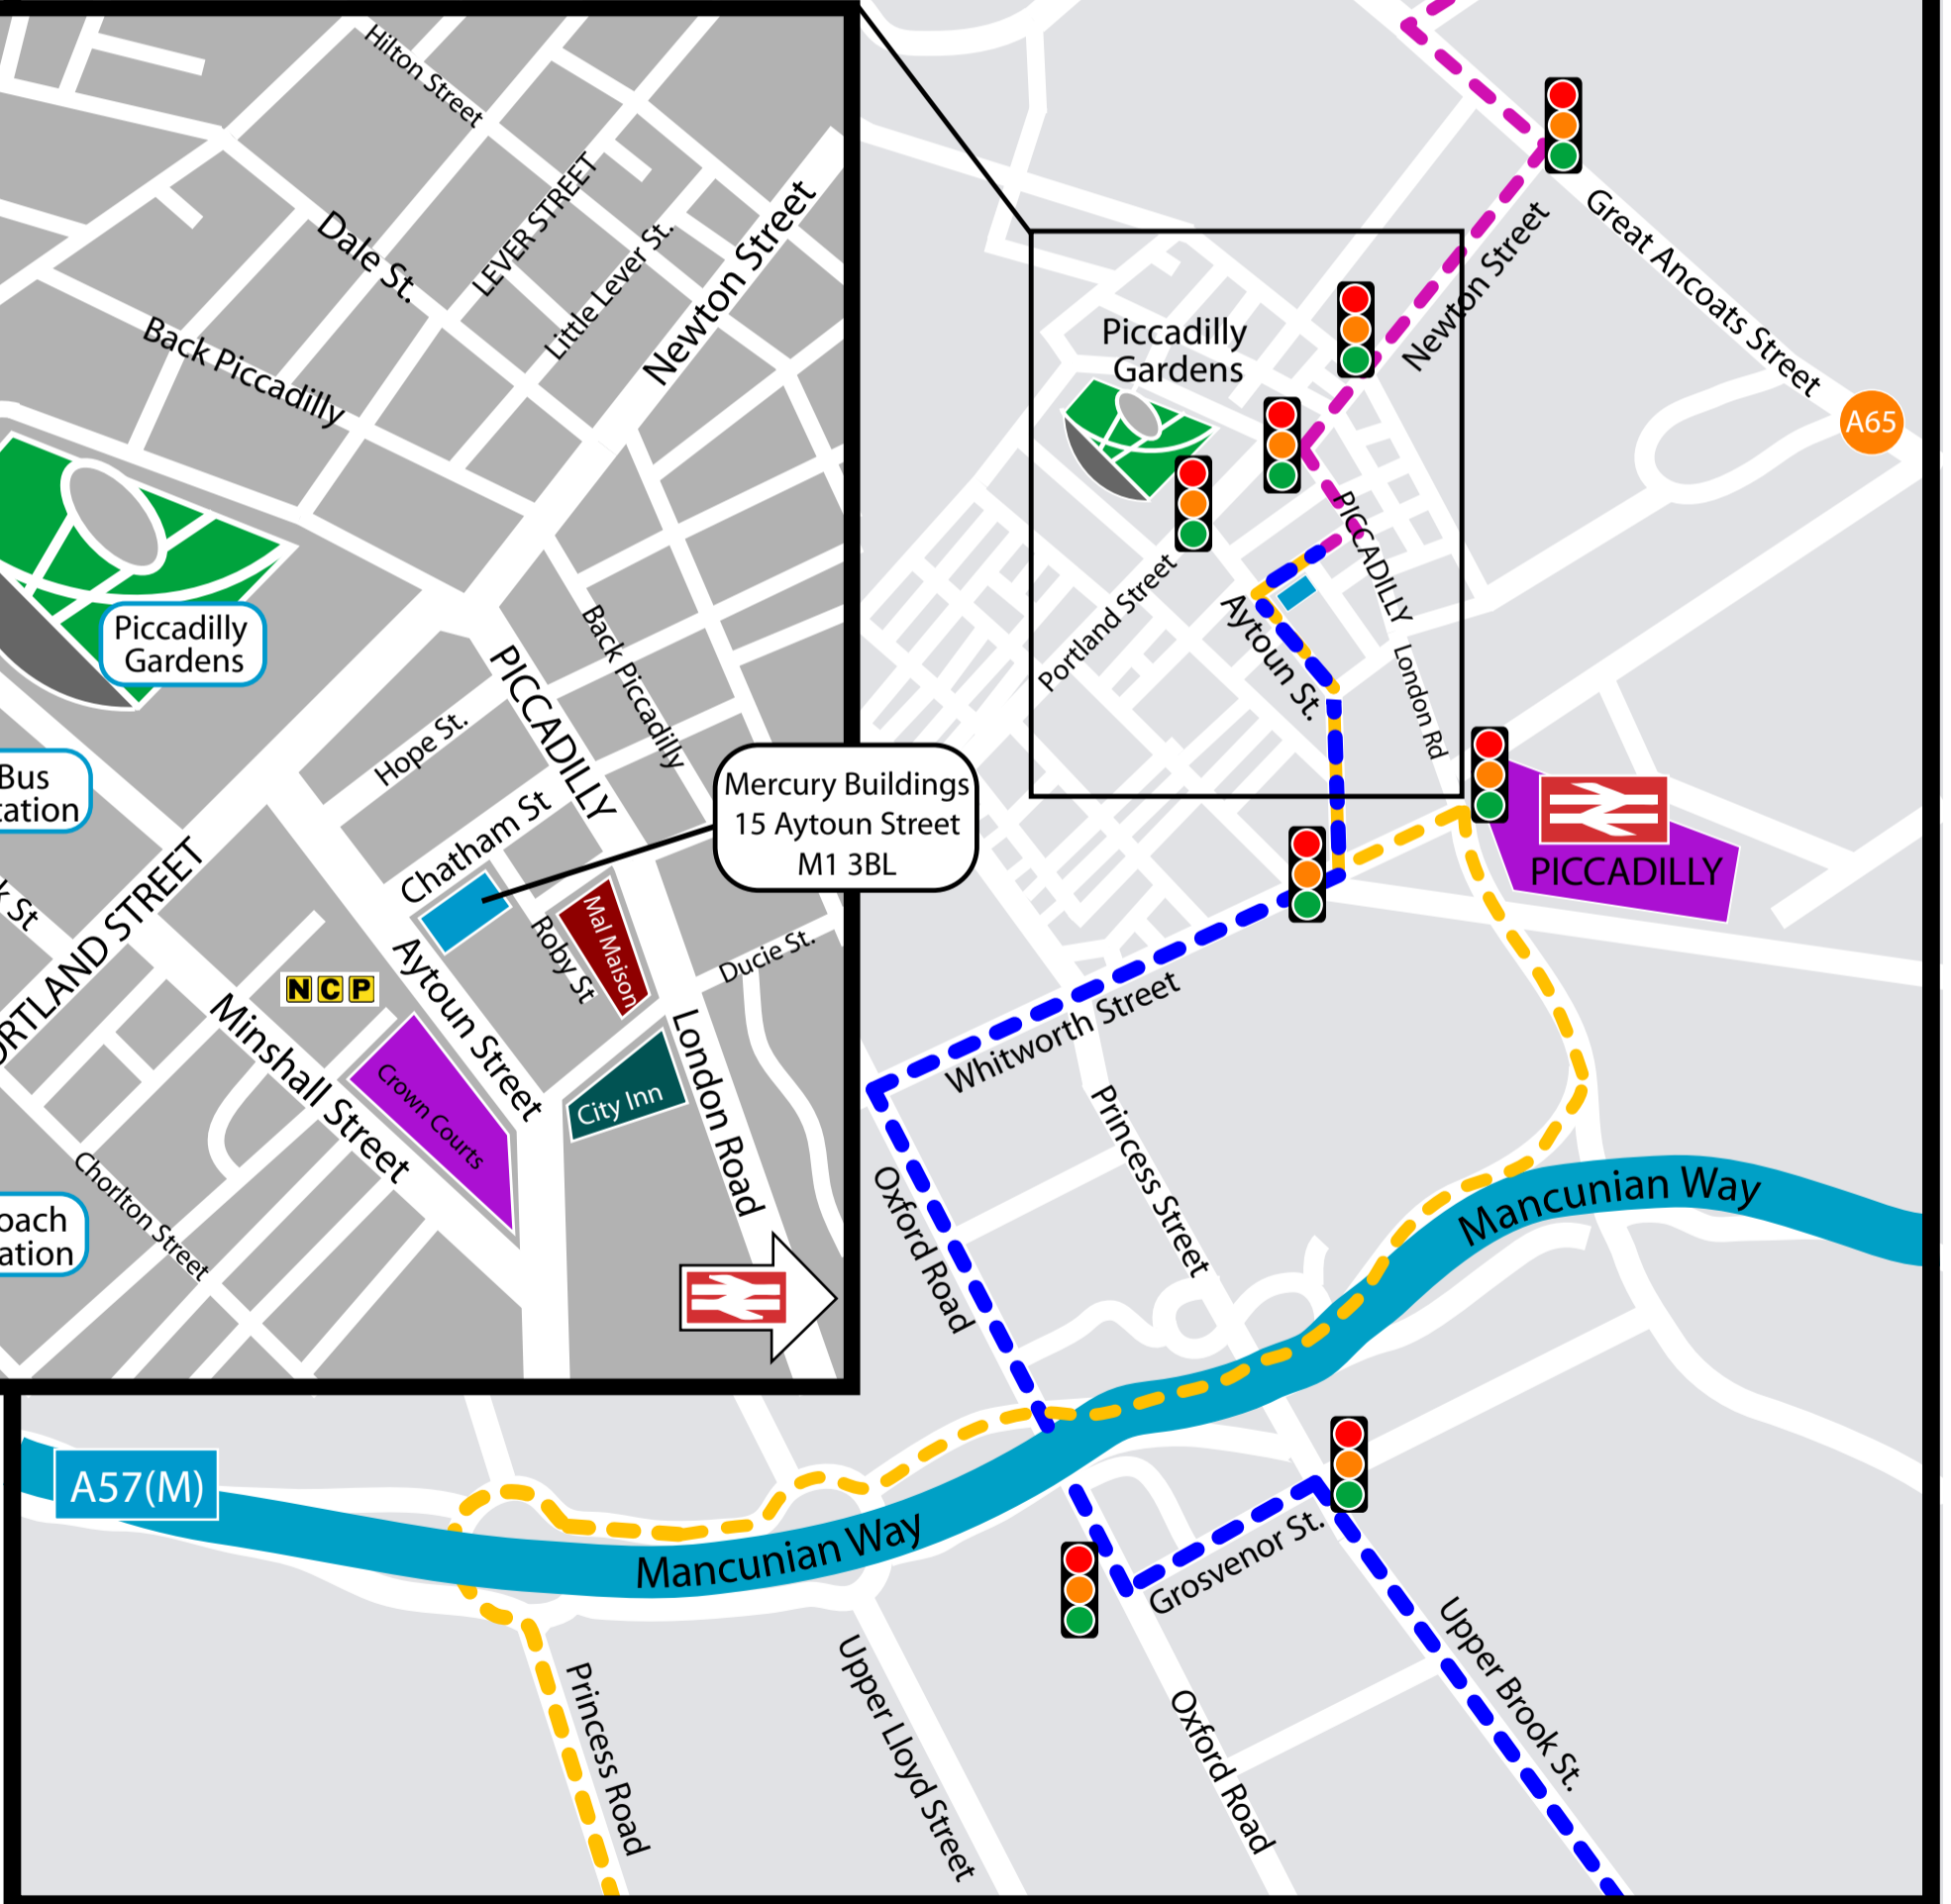 Hilton Street
LEVER STREET
Dale St.
Little Lever St.
Newton Street
Back Piccadilly
Piccadilly
Gardens
Back Piccadilly
PICCADILLY
Hope St.
Bus
tation
Mercury Buildings
15 Aytoun Street
M1 3BL
Chatham St
PORTLAND STREET
k St
Mal Maison
Roby St
Ducie St.
Aytoun Street
NCP
Minshall Street
Crown Courts
City Inn
London Road
Chorlton Street
oach
tation
Great Ancoats Street
Newton Street
A65
Piccadilly
Gardens
PICCADILLY
Portland Street
Aytoun St.
London Rd
PICCADILLY
Whitworth Street
Princess Street
Oxford Road
Mancunian Way
A57(M)
Mancunian Way
Grosvenor St.
Upper Brook St.
Princess Road
Upper Lloyd Street
Oxford Road